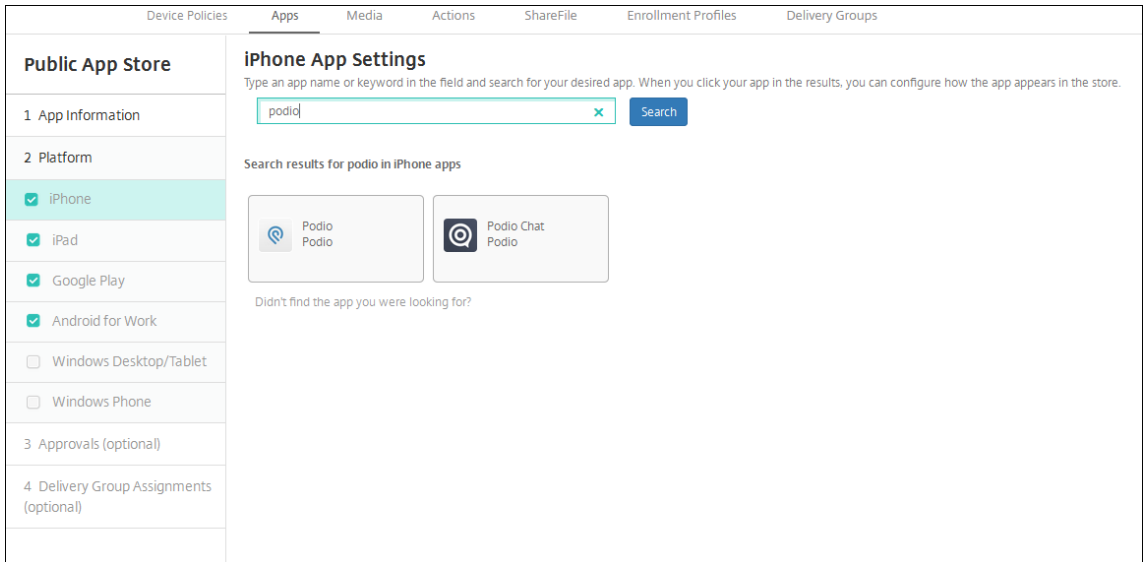 Device Policies Apps Media Actions ShareFile Enrollment Profiles Delivery Groups
Public App Store
1 App Information
2 Platform
iPhone
iPad
Google Play
Android for Work
Windows Desktop/Tablet
Windows Phone
3 Approvals (optional)
4 Delivery Group Assignments
(optional)
iPhone App Settings
Type an app name or keyword in the field and search for your desired app. When you click your app in the results, you can configure how the app appears in the store.
podio Search
Search results for podio in iPhone apps
Podio
Podio
Podio Chat
Podio
Didn't find the app you were looking for?